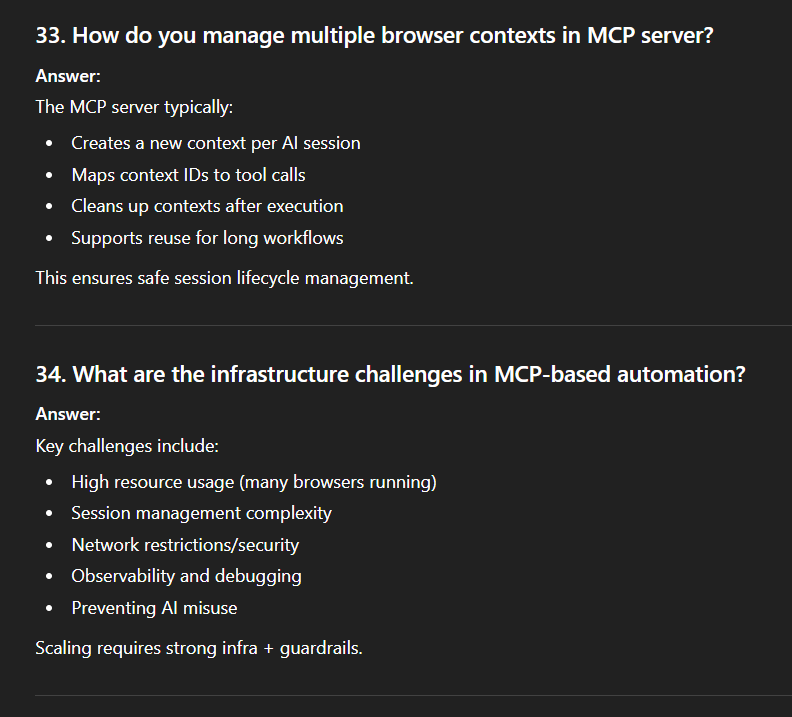 33. How do you manage multiple browser contexts in MCP server?
Answer:
The MCP server typically:
• Creates a new context per AI session
• Maps context IDs to tool calls
• Cleans up contexts after execution
• Supports reuse for long workflows
This ensures safe session lifecycle management.
34. What are the infrastructure challenges in MCP-based automation?
Answer:
Key challenges include:
• High resource usage (many browsers running)
• Session management complexity
• Network restrictions/security
• Observability and debugging
• Preventing AI misuse
Scaling requires strong infra + guardrails.